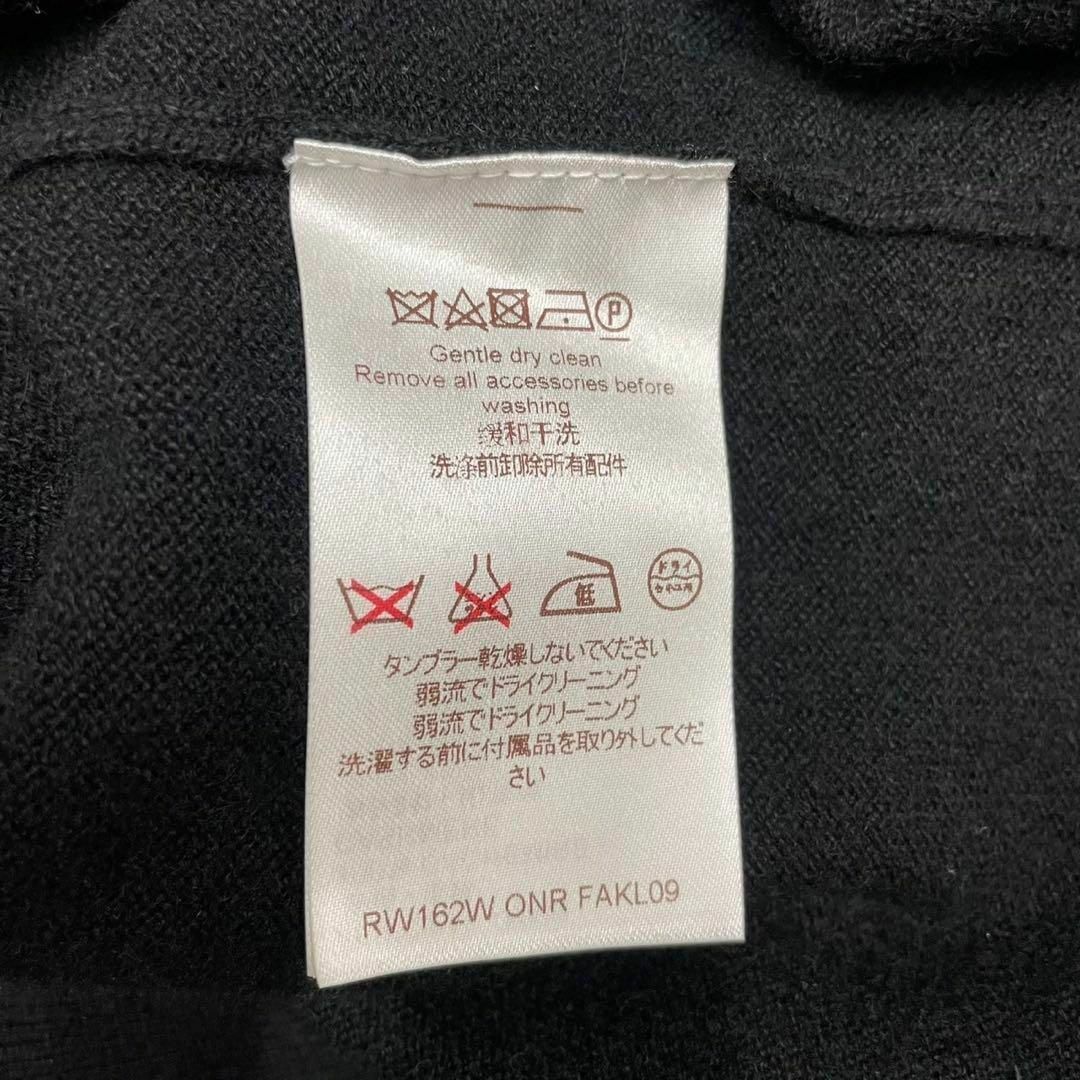 P
Gentle dry clean
Remove all accessories before
washing
缓和干洗
洗涤前卸除所有配件
低
ドライ
タンブラー乾燥しないでください
弱流でドライクリーニング
弱流でドライクリーニング
洗濯する前に付属品を取り外してくだ
さい
RW162W ONR FAKL09